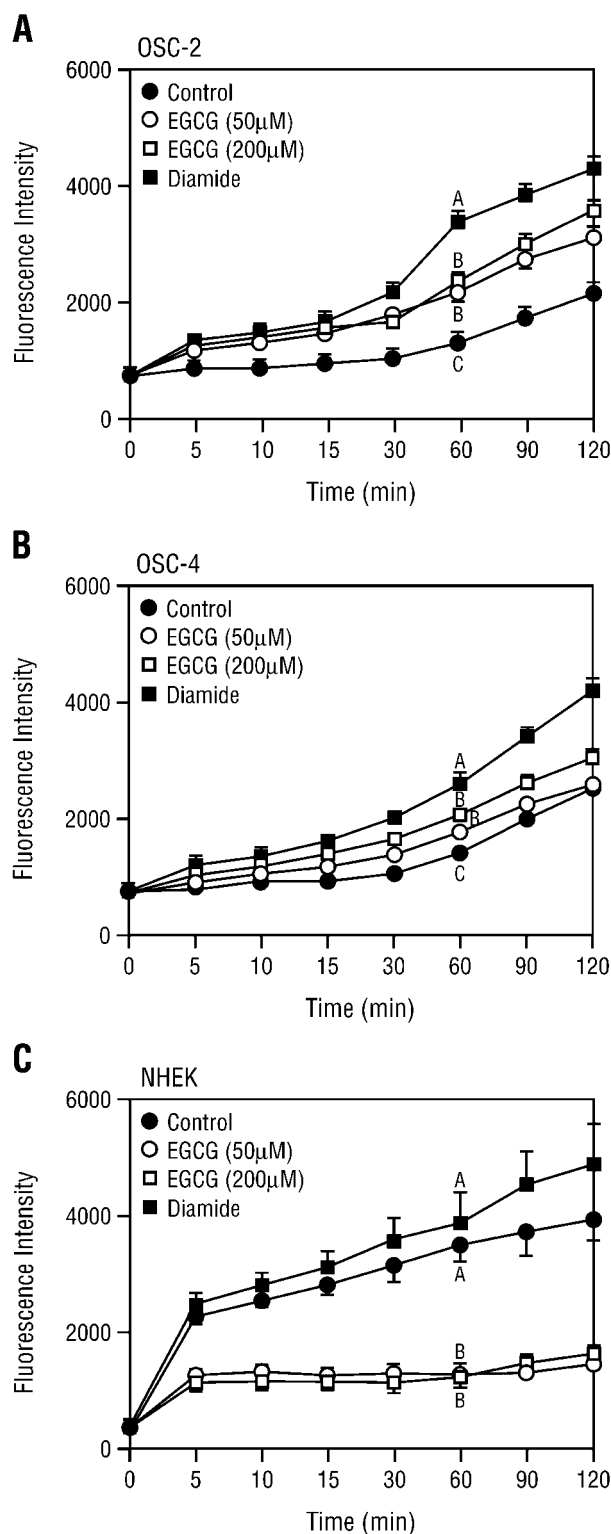 A
OSC-2
6000
4000
2000
0
Fluorescence Intensity
Control
EGCG (50μM)
EGCG (200μM)
Diamide
A
B
B
C
0 5 10 15 30 60 90 120
Time (min)
B
OSC-4
6000
4000
2000
0
Fluorescence Intensity
Control
EGCG (50μM)
EGCG (200μM)
Diamide
A
B
B
C
0 5 10 15 30 60 90 120
Time (min)
C
NHEK
6000
4000
2000
0
Fluorescence Intensity
Control
EGCG (50μM)
EGCG (200μM)
Diamide
A
A
B
B
0 5 10 15 30 60 90 120
Time (min)